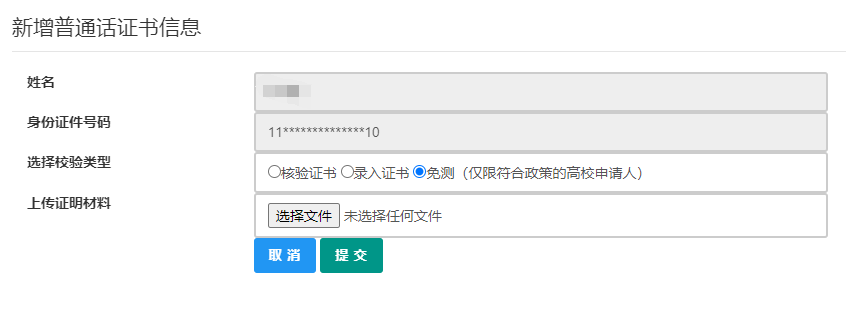 新增普通话证书信息
姓名
身份证件号码 11**************10
选择校验类型 核验证书 录入证书 免测（仅限符合政策的高校申请人）
上传证明材料 选择文件 未选择任何文件
取 消 提 交